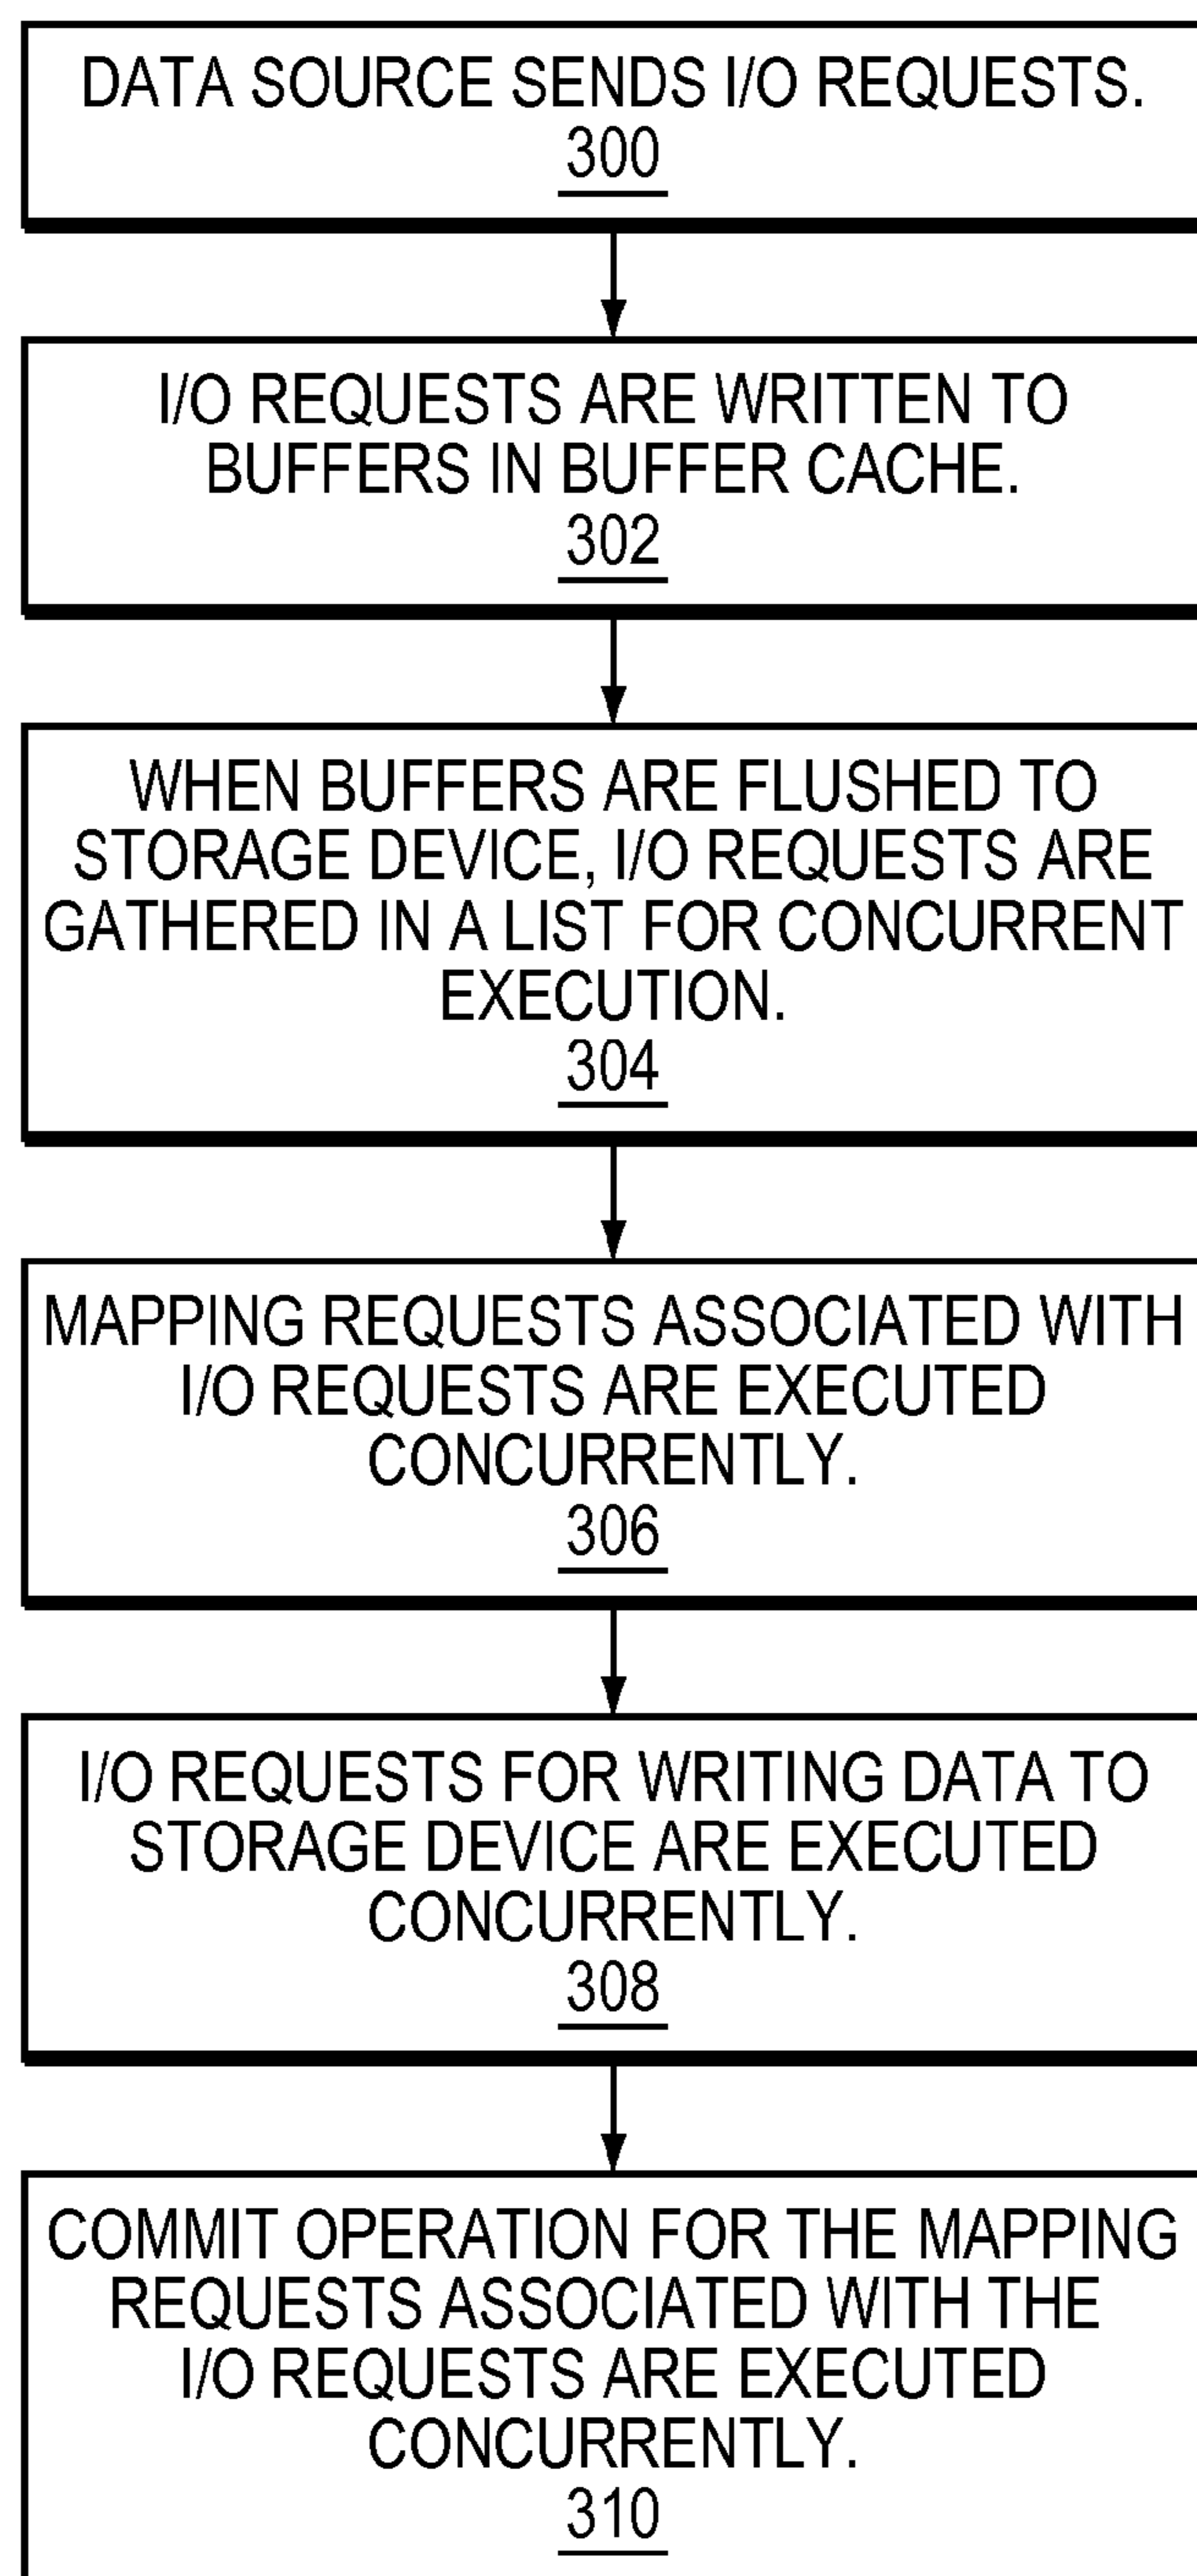 DATA SOURCE SENDS I/O REQUESTS.
300
I/O REQUESTS ARE WRITTEN TO
BUFFERS IN BUFFER CACHE.
302
WHEN BUFFERS ARE FLUSHED TO
STORAGE DEVICE, I/O REQUESTS ARE
GATHERED IN A LIST FOR CONCURRENT
EXECUTION.
304
MAPPING REQUESTS ASSOCIATED WITH
I/O REQUESTS ARE EXECUTED
CONCURRENTLY.
306
I/O REQUESTS FOR WRITING DATA TO
STORAGE DEVICE ARE EXECUTED
CONCURRENTLY.
308
COMMIT OPERATION FOR THE MAPPING
REQUESTS ASSOCIATED WITH THE
I/O REQUESTS ARE EXECUTED
CONCURRENTLY.
310